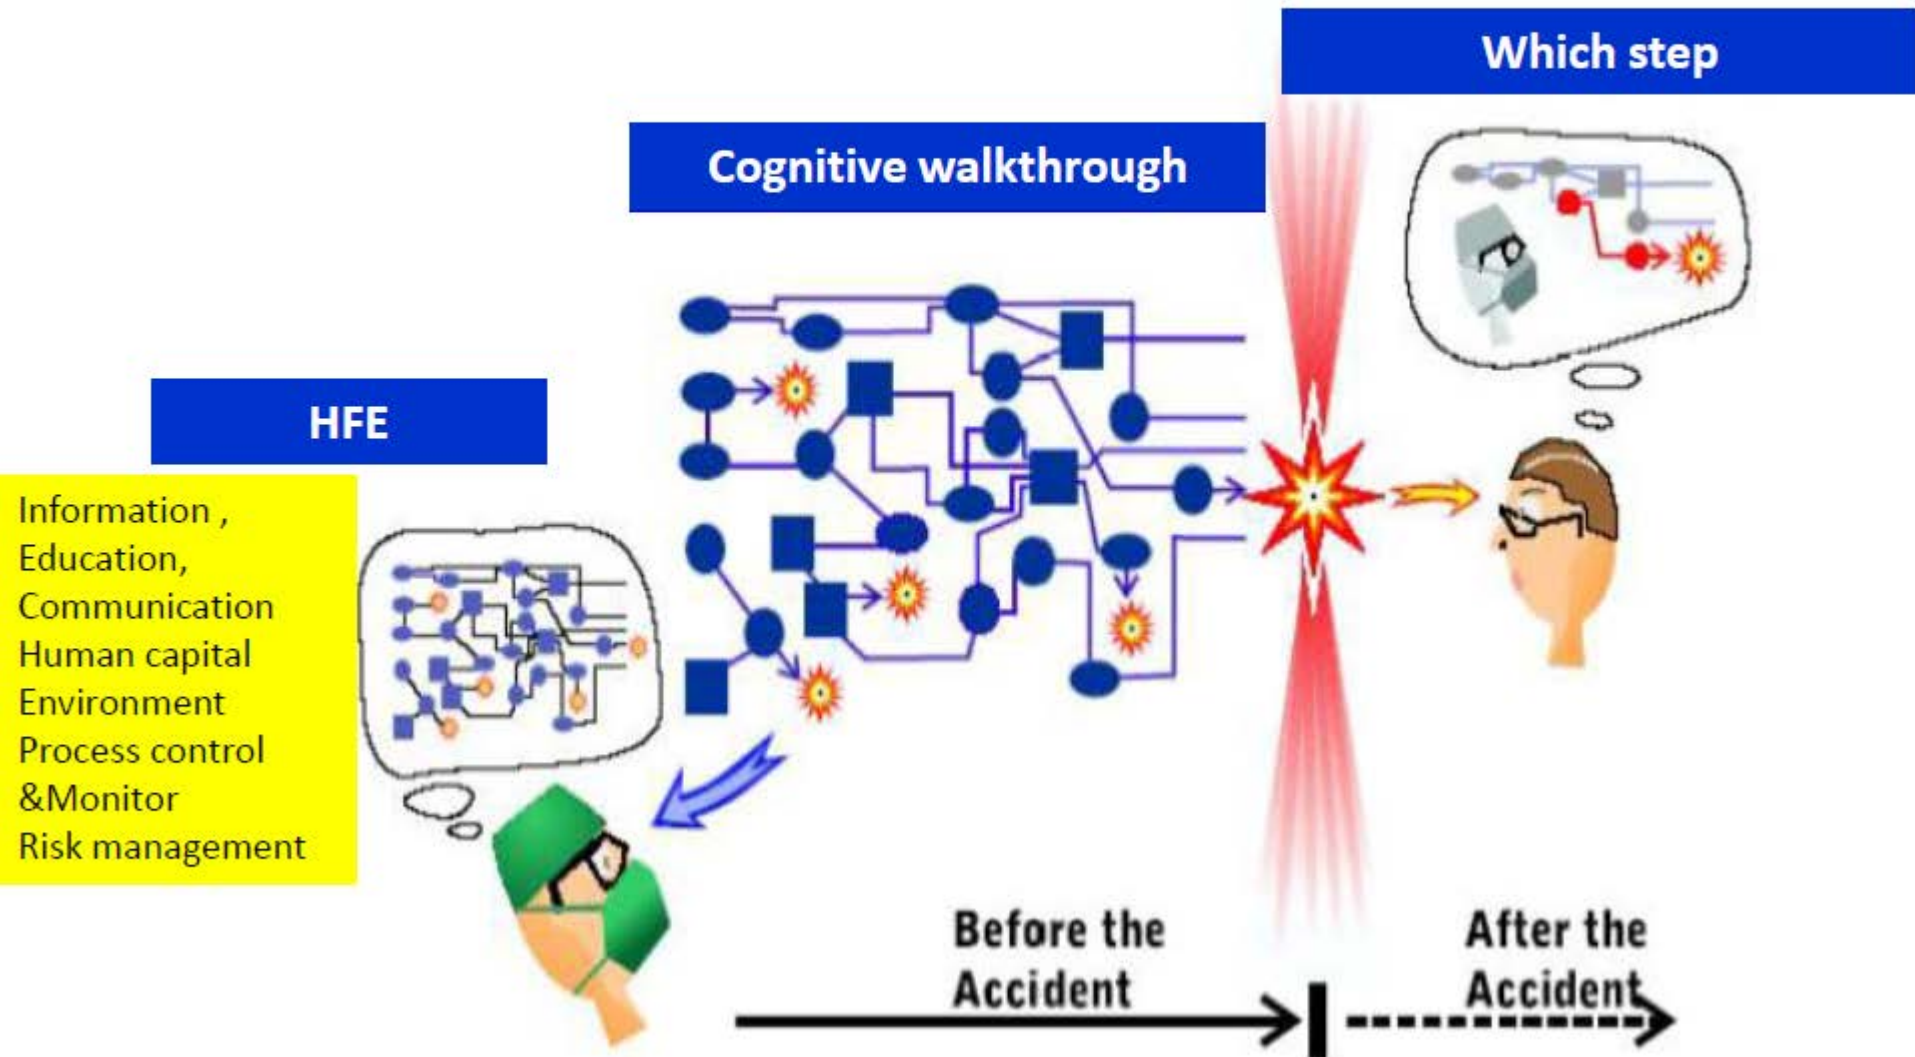 Which step
Cognitive walkthrough
HFE
Information ,
Education,
Communication
Human capital
Environment
Process control
&Monitor
Risk management
Before the
Accident
After the
Accident